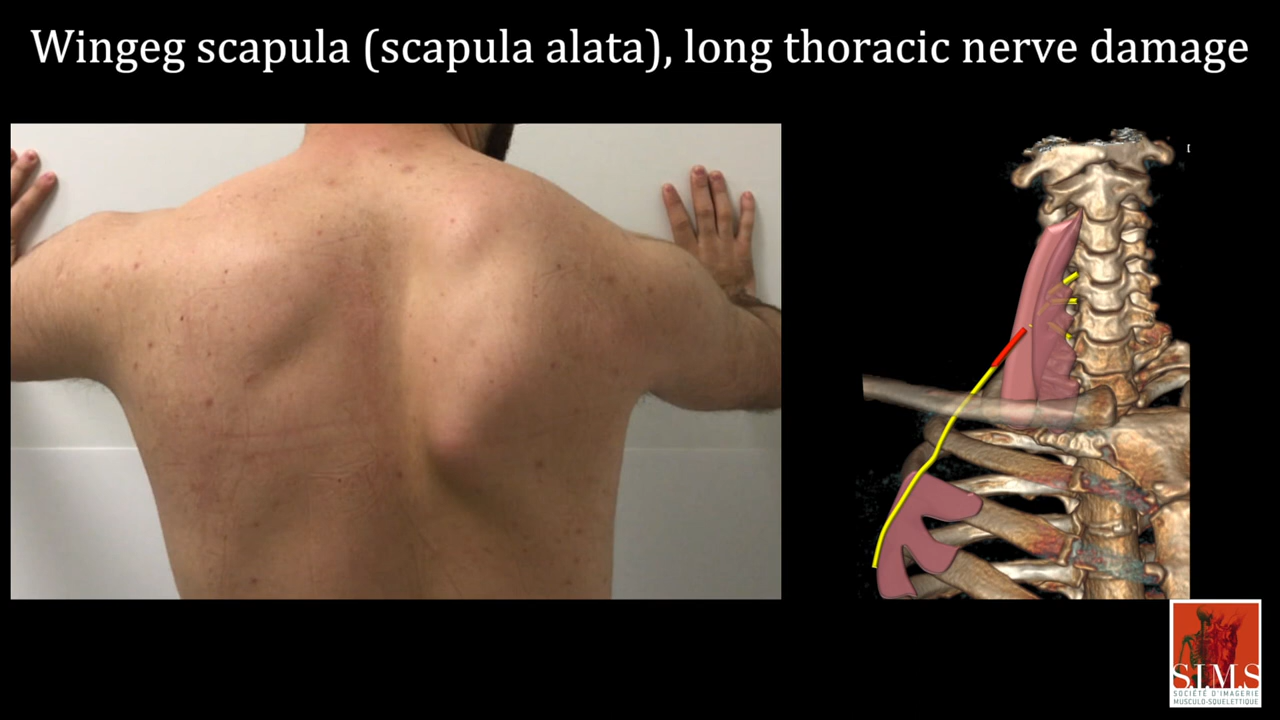 Wingeg scapula (scapula alata), long thoracic nerve damage
S.I.M.S
SOCIÉTÉ D'IMAGERIE
MUSCULO-SQUELETTIQUE